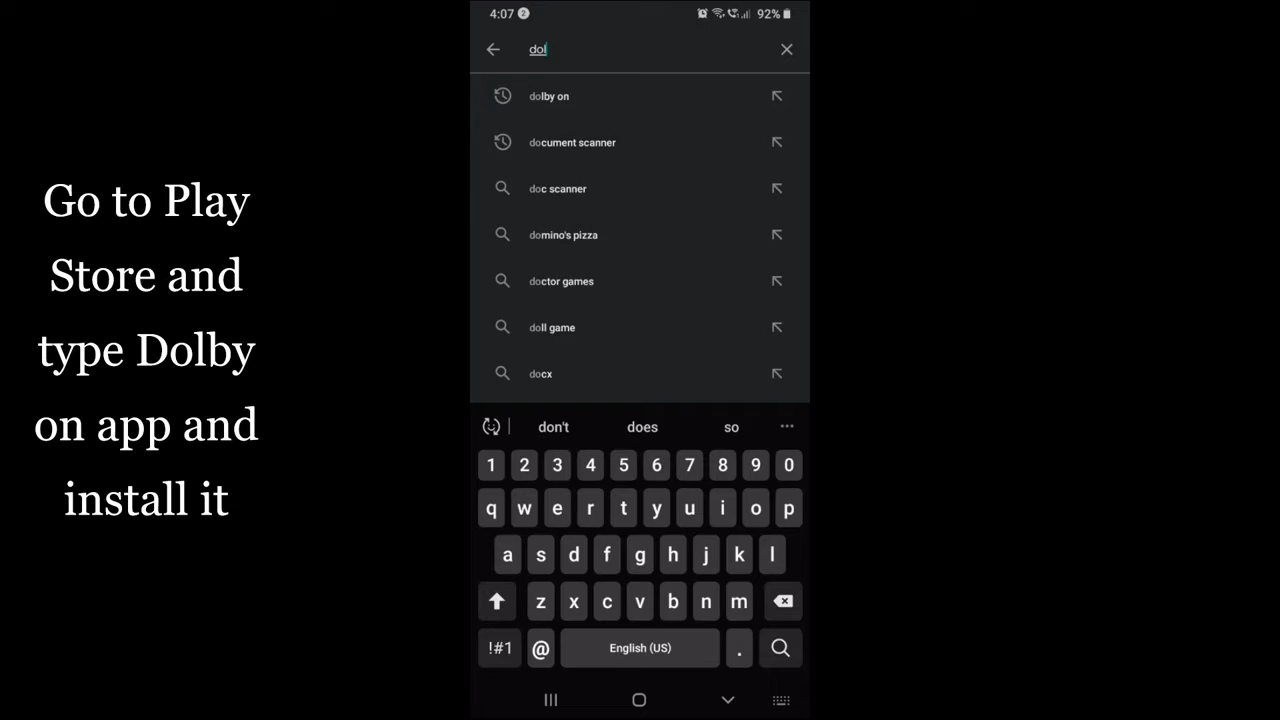 Go to Play
Store and
type Dolby
on app and
install it
4:07 2 92%
dol
dolby on
document scanner
doc scanner
domino's pizza
doctor games
doll game
docx
don't does so
1 2 3 4 5 6 7 8 9 0
q w e r t y u i o p
a s d f g h j k l
z x c v b n m
!#1 @ English (US) .